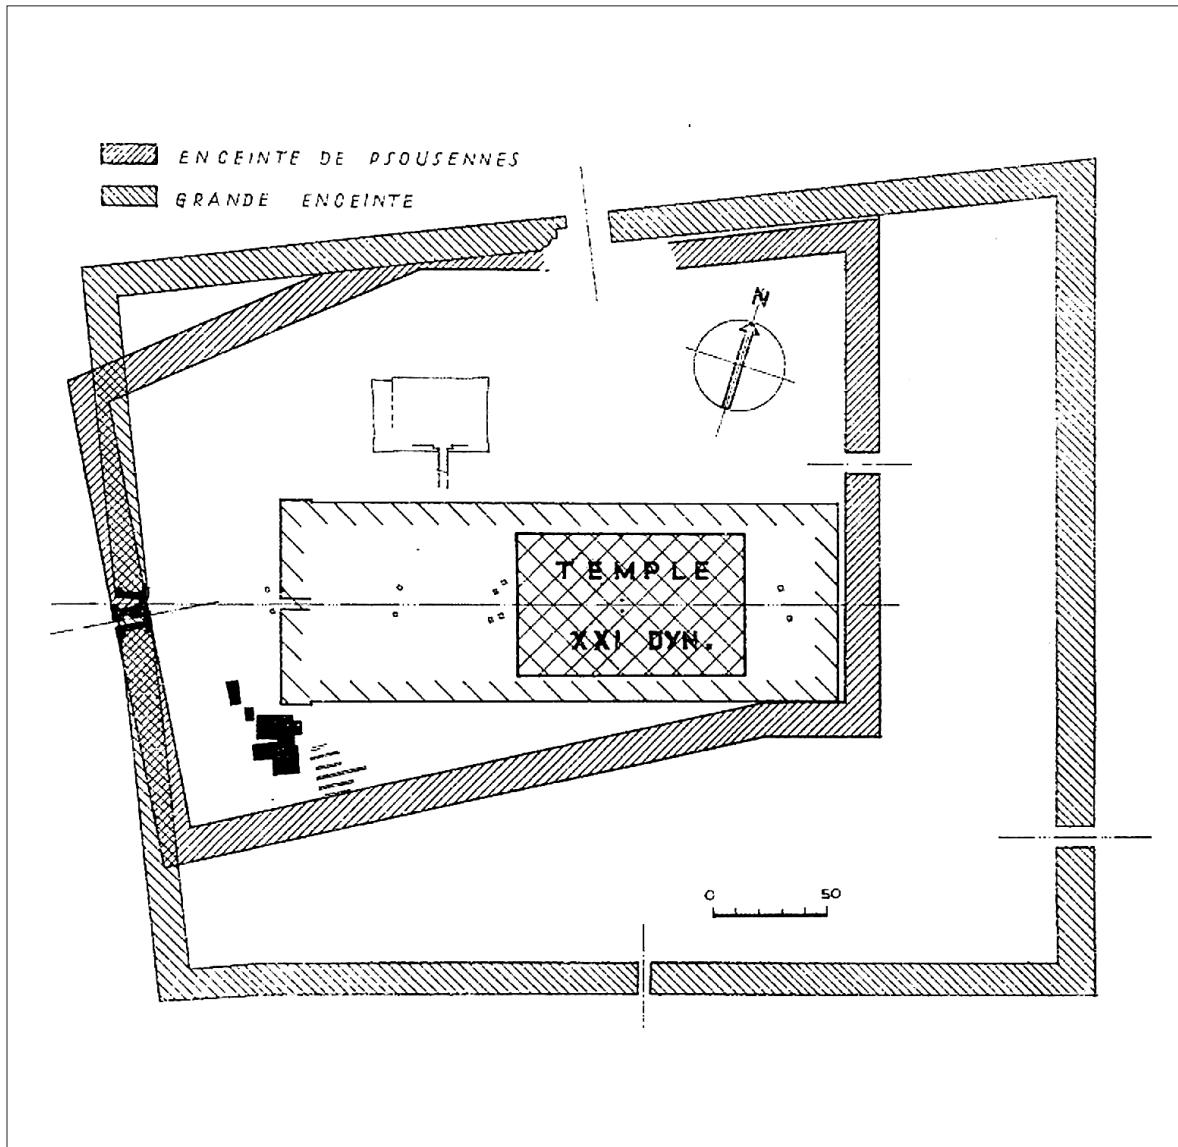 ENCEINTE DE PSOUSENNES
GRANDE ENCEINTE
N
TEMPLE
XXI DYN.
0 50